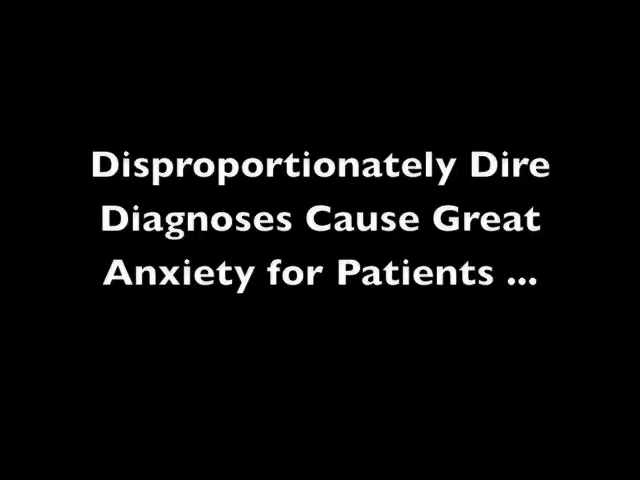 Disproportionately Dire
Diagnoses Cause Great
Anxiety for Patients ...